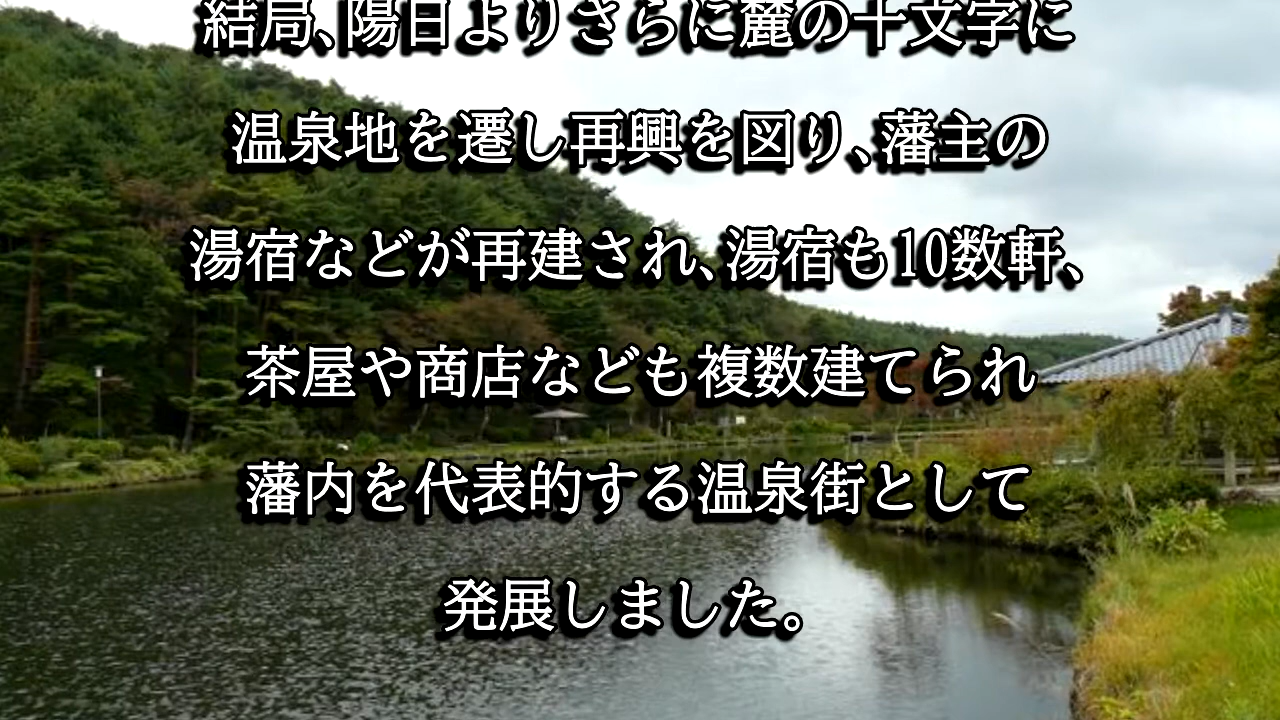 結局､陽日よりさらに麓の十文字に
温泉地を遷し再興を図り､藩主の
湯宿などが再建され､湯宿も10数軒､
茶屋や商店なども複数建てられ
藩内を代表的する温泉街として
発展しました。